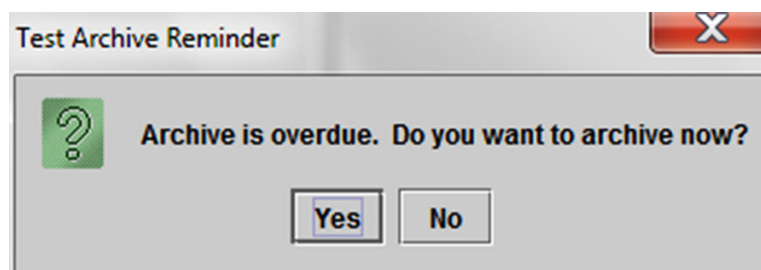 Test Archive Reminder
Archive is overdue. Do you want to archive now?
Yes No